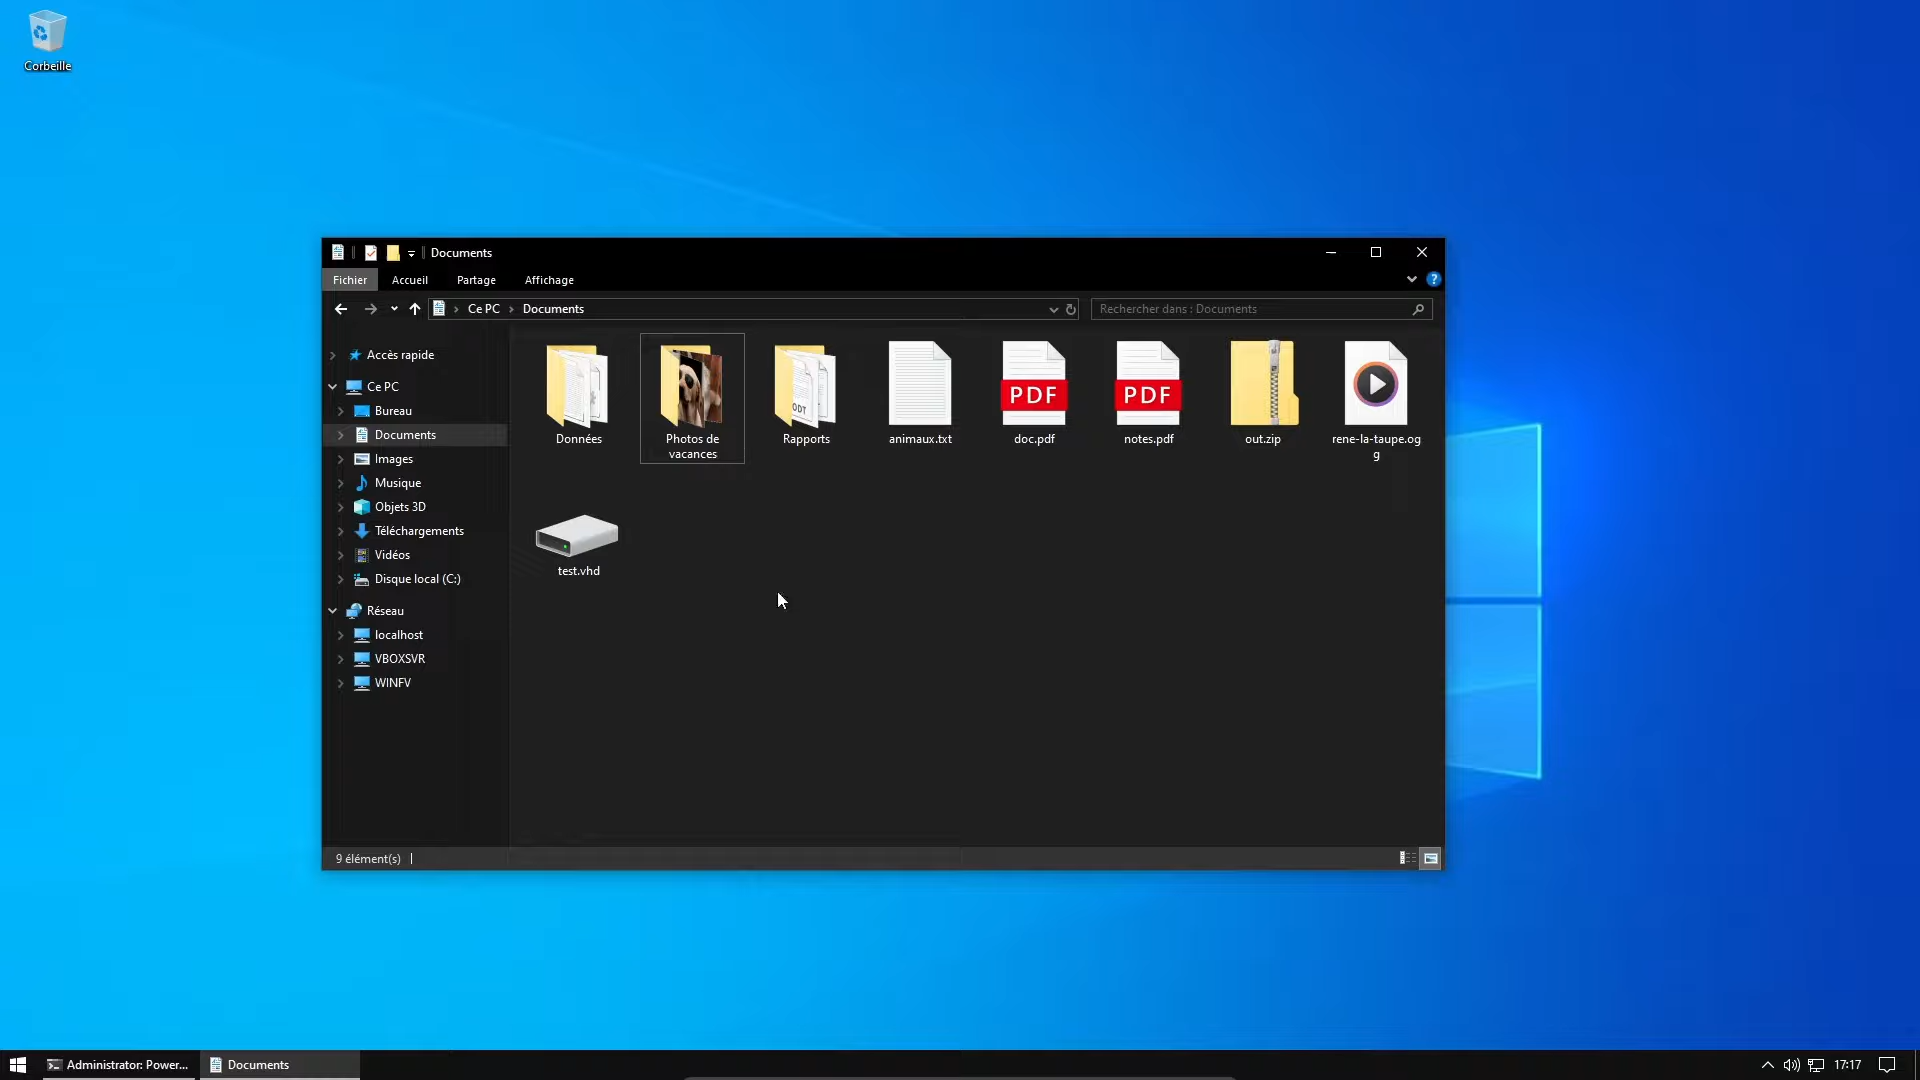 Corbeille
Documents
Fichier
Accueil
Partage
Affichage
?
Ce PC
Documents
Rechercher dans : Documents
Accès rapide
Ce PC
Bureau
Documents
Images
Musique
Objets 3D
Téléchargements
Vidéos
Disque local (C:)
Réseau
localhost
VBOXSVR
WINFV
Données
Photos de
vacances
ODT
Rapports
animaux.txt
PDF
doc.pdf
PDF
notes.pdf
out.zip
rene-la-taupe.og
g
test.vhd
9 élément(s)
Administrator: Power...
Documents
17:17